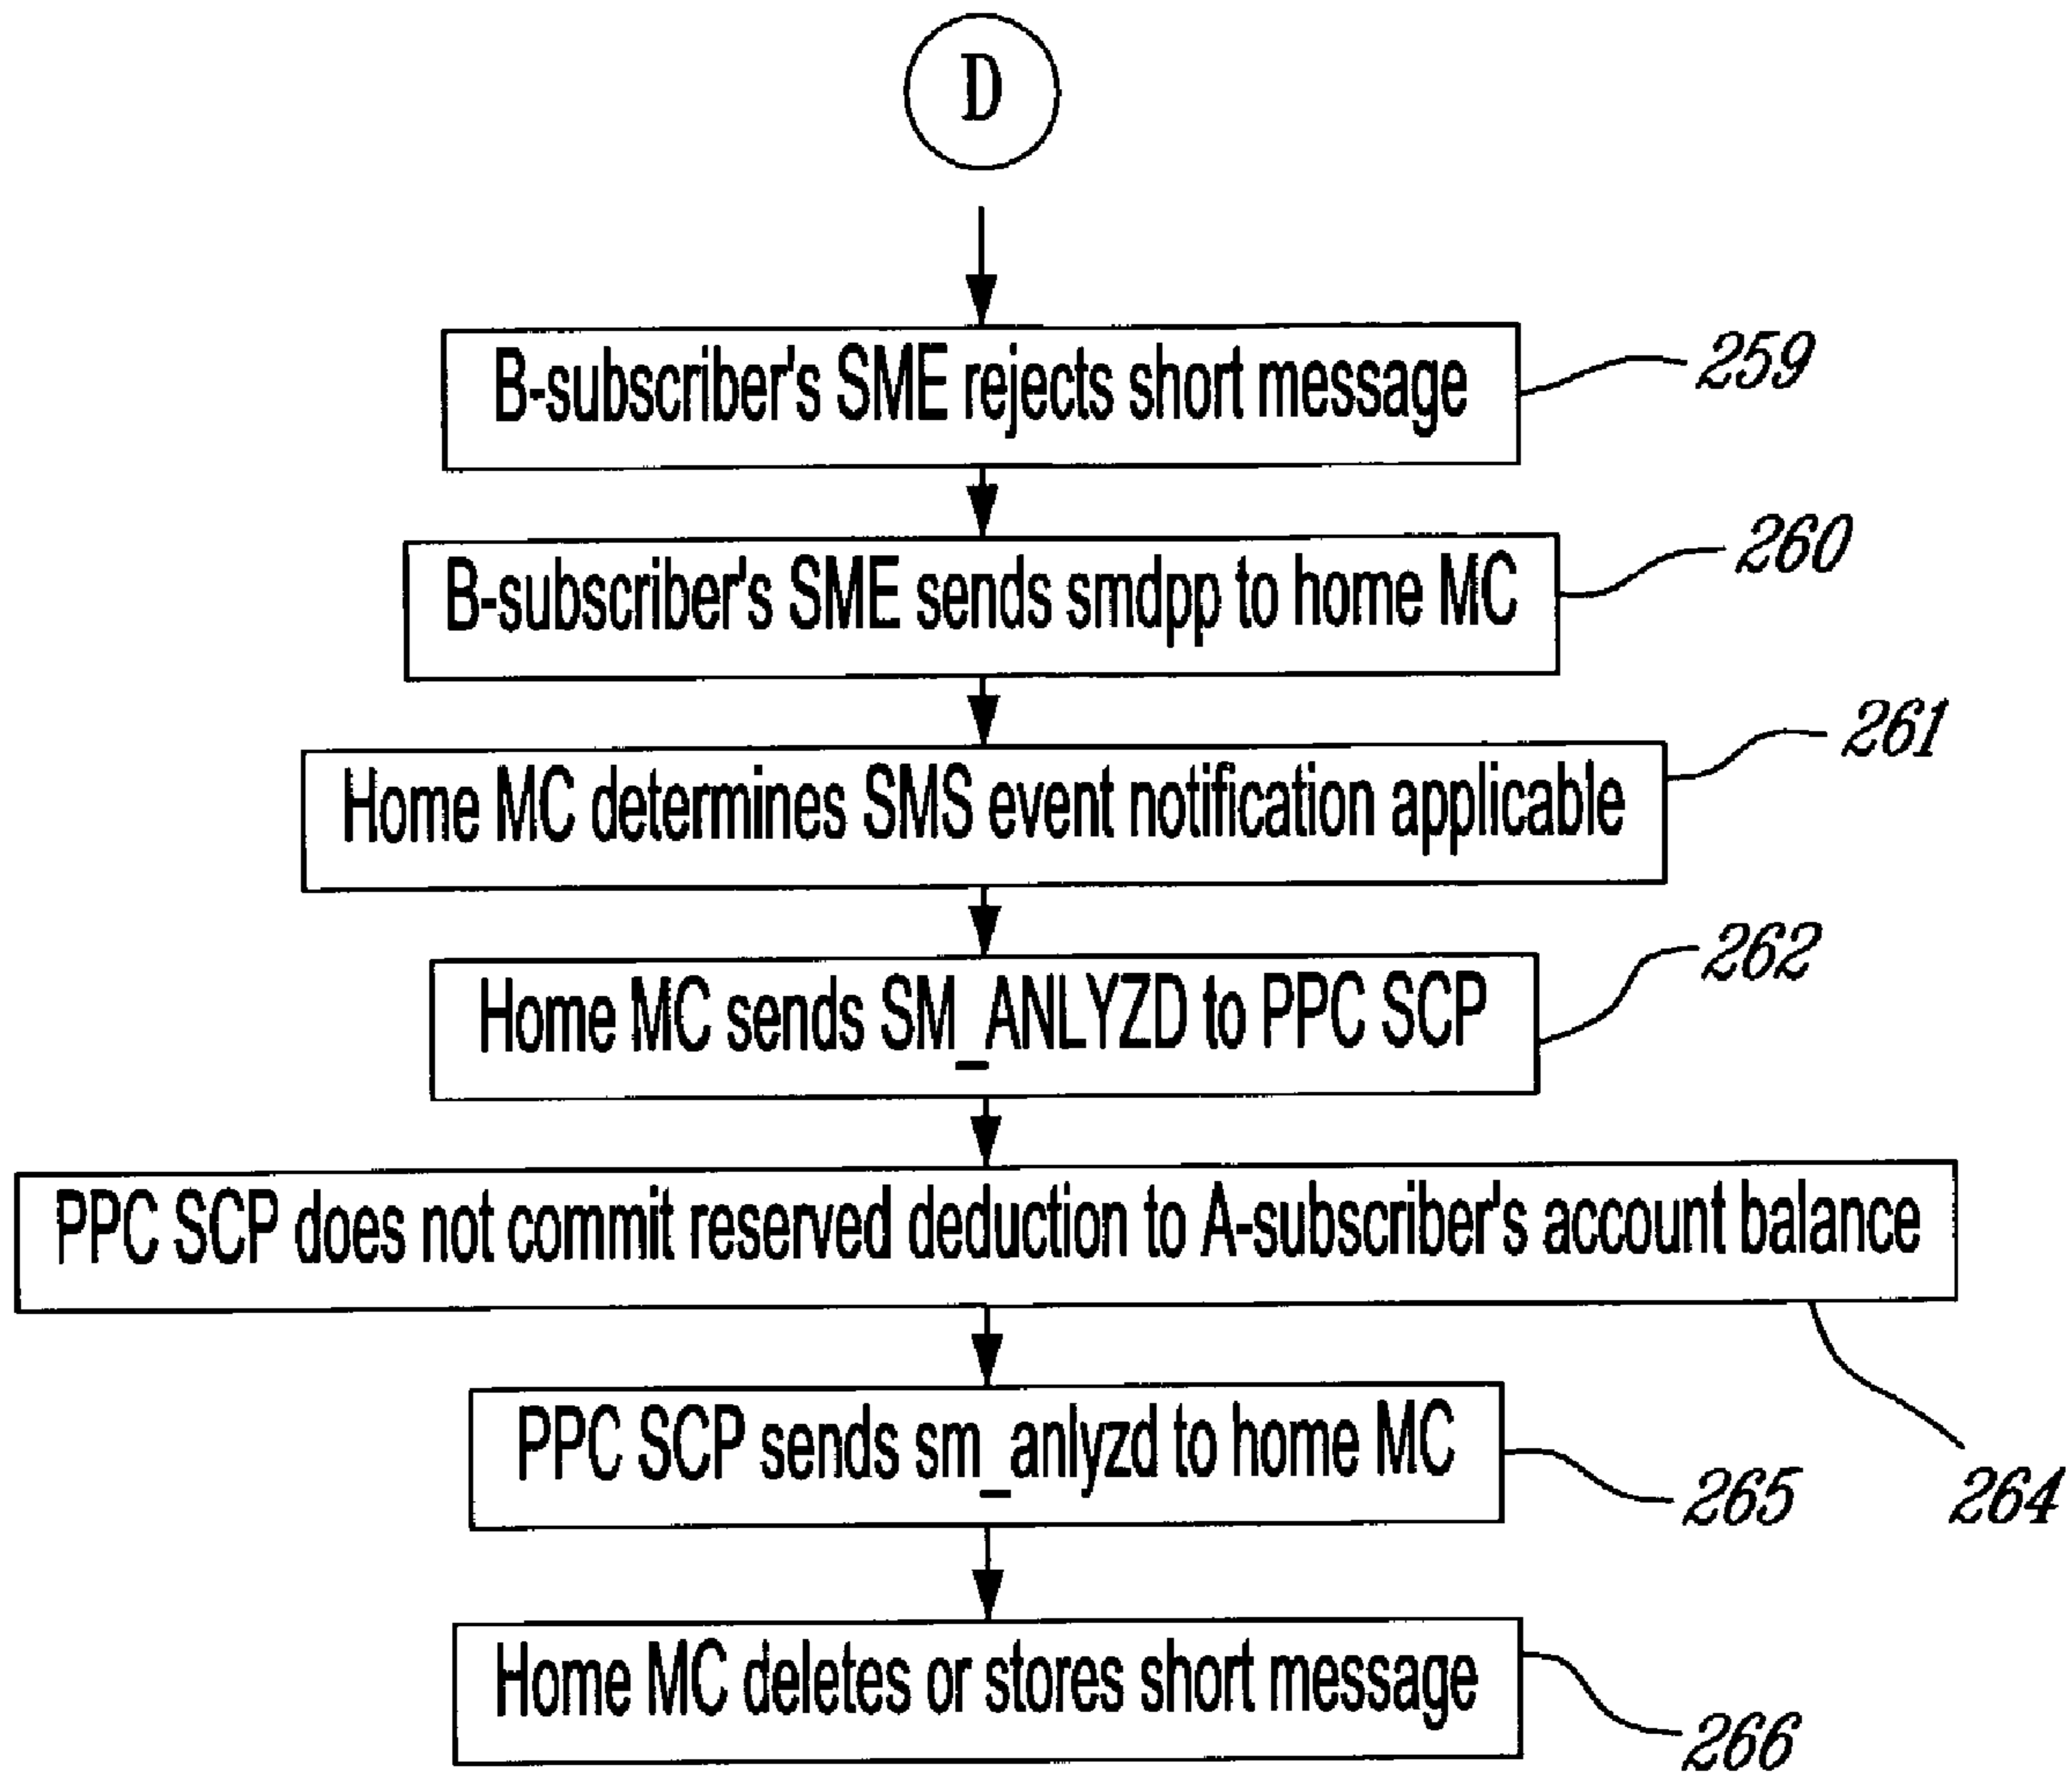 D
B-subscriber's SME rejects short message
259
B-subscriber's SME sends smdpp to home MC
260
Home MC determines SMS event notification applicable
261
Home MC sends SM_ANLYZD to PPC SCP
262
PPC SCP does not commit reserved deduction to A-subscriber's account balance
264
PPC SCP sends sm_anlyzd to home MC
265
Home MC deletes or stores short message
266